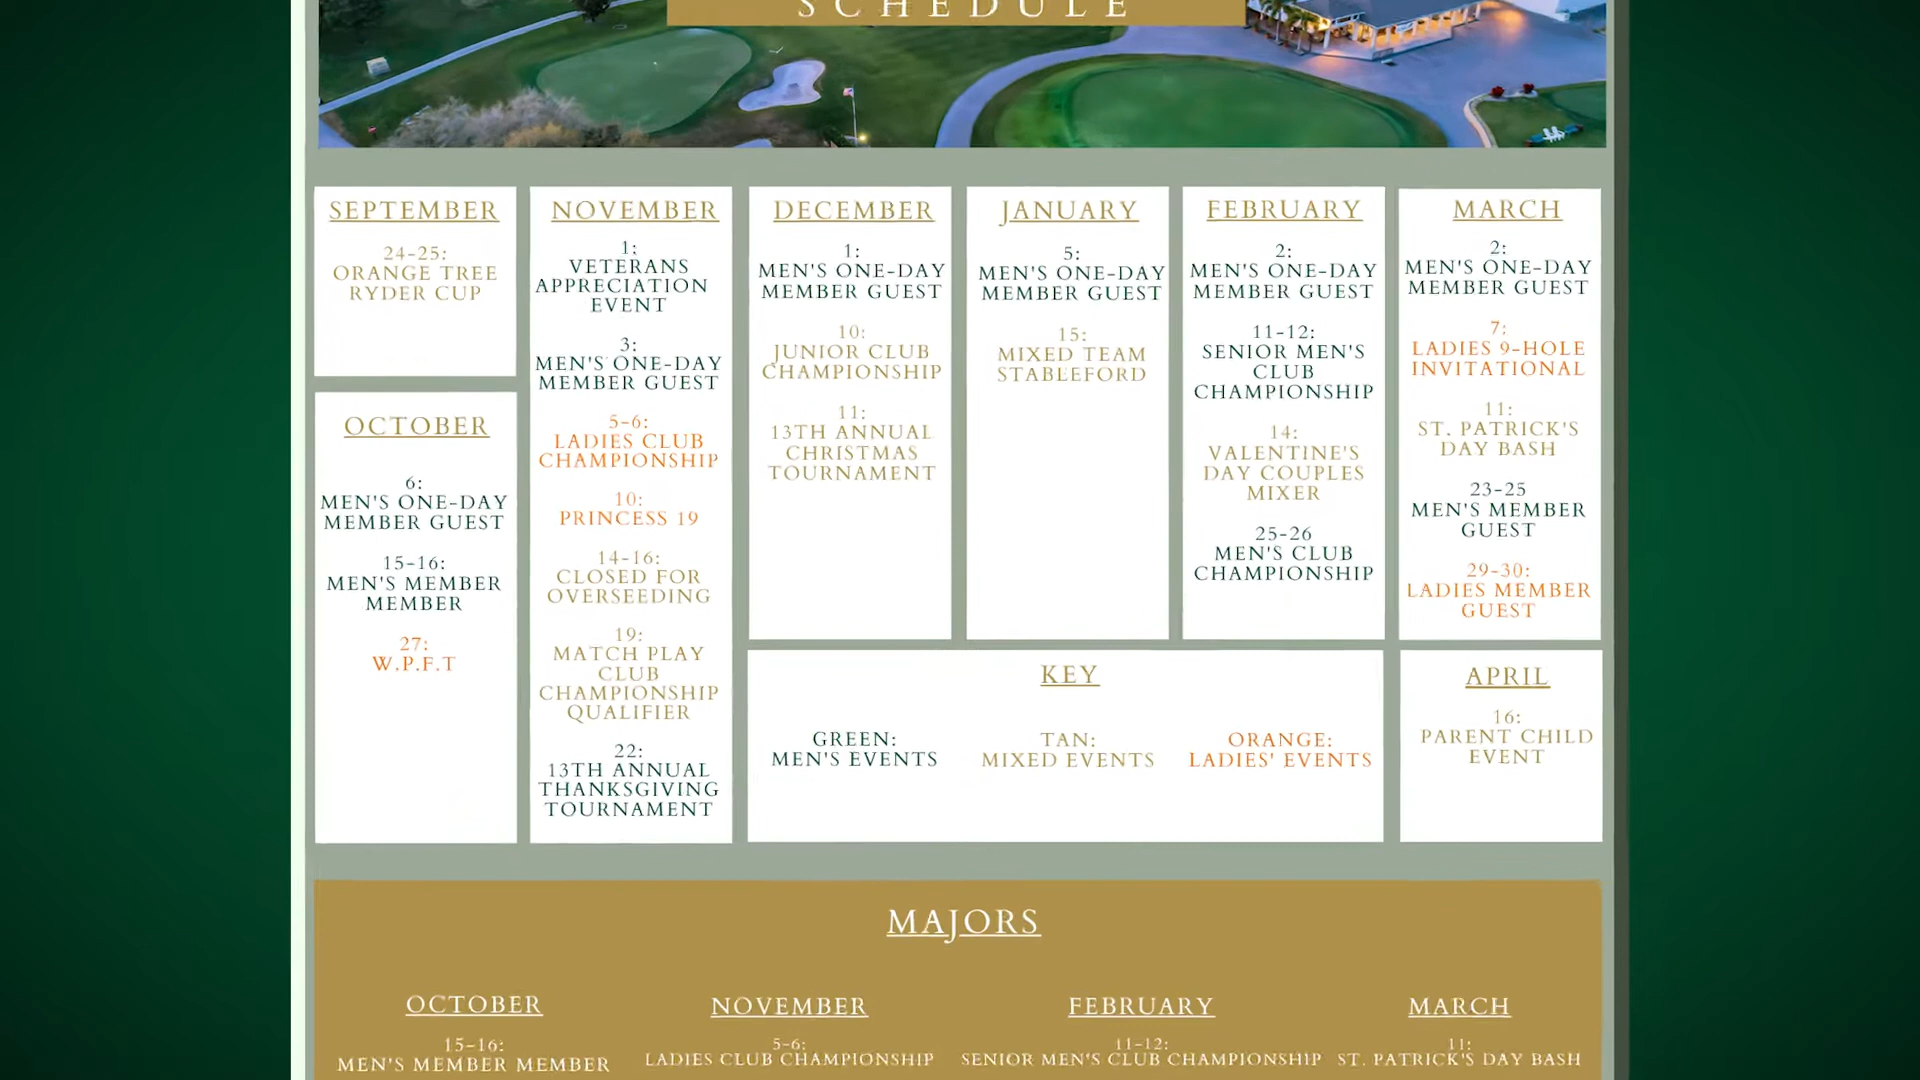 SCHEDULE
SEPTEMBER
24-25:
ORANGE TREE
RYDER CUP
OCTOBER
6:
MEN'S ONE-DAY
MEMBER GUEST
15-16:
MEN'S MEMBER
MEMBER
27:
W.P.F.T
NOVEMBER
1:
VETERANS
APPRECIATION
EVENT
3:
MEN'S ONE-DAY
MEMBER GUEST
5-6:
LADIES CLUB
CHAMPIONSHIP
10:
PRINCESS 19
14-16:
CLOSED FOR
OVERSEEDING
19:
MATCH PLAY
CLUB
CHAMPIONSHIP
QUALIFIER
22:
13TH ANNUAL
THANKSGIVING
TOURNAMENT
DECEMBER
1:
MEN'S ONE-DAY
MEMBER GUEST
10:
JUNIOR CLUB
CHAMPIONSHIP
11:
13TH ANNUAL
CHRISTMAS
TOURNAMENT
JANUARY
5:
MEN'S ONE-DAY
MEMBER GUEST
15:
MIXED TEAM
STABLEFORD
FEBRUARY
2:
MEN'S ONE-DAY
MEMBER GUEST
11-12:
SENIOR MEN'S
CLUB
CHAMPIONSHIP
14:
VALENTINE'S
DAY COUPLES
MIXER
25-26
MEN'S CLUB
CHAMPIONSHIP
MARCH
2:
MEN'S ONE-DAY
MEMBER GUEST
7:
LADIES 9-HOLE
INVITATIONAL
11:
ST. PATRICK'S
DAY BASH
23-25
MEN'S MEMBER
GUEST
29-30:
LADIES MEMBER
GUEST
KEY
GREEN:
MEN'S EVENTS
TAN:
MIXED EVENTS
ORANGE:
LADIES' EVENTS
APRIL
16:
PARENT CHILD
EVENT
MAJORS
OCTOBER
15-16:
MEN'S MEMBER MEMBER
NOVEMBER
5-6:
LADIES CLUB CHAMPIONSHIP
FEBRUARY
11-12:
SENIOR MEN'S CLUB CHAMPIONSHIP
MARCH
11:
ST. PATRICK'S DAY BASH